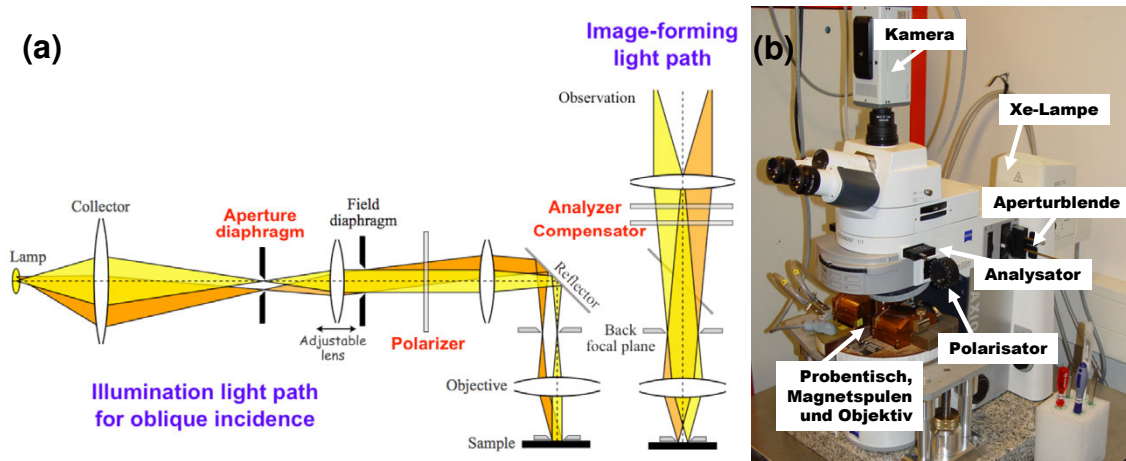 (a)
Image-forming
light path
Observation
Collector
Aperture
diaphragm
Field
diaphragm
Analyzer
Compensator
Lamp
Reflector
Adjustable
lens
Polarizer
Back
focal plane
Illumination light path
for oblique incidence
Objective
Sample
(b)
Kamera
Xe-Lampe
Aperturblende
Analysator
Polarisator
Probentisch,
Magnetspulen
und Objektiv